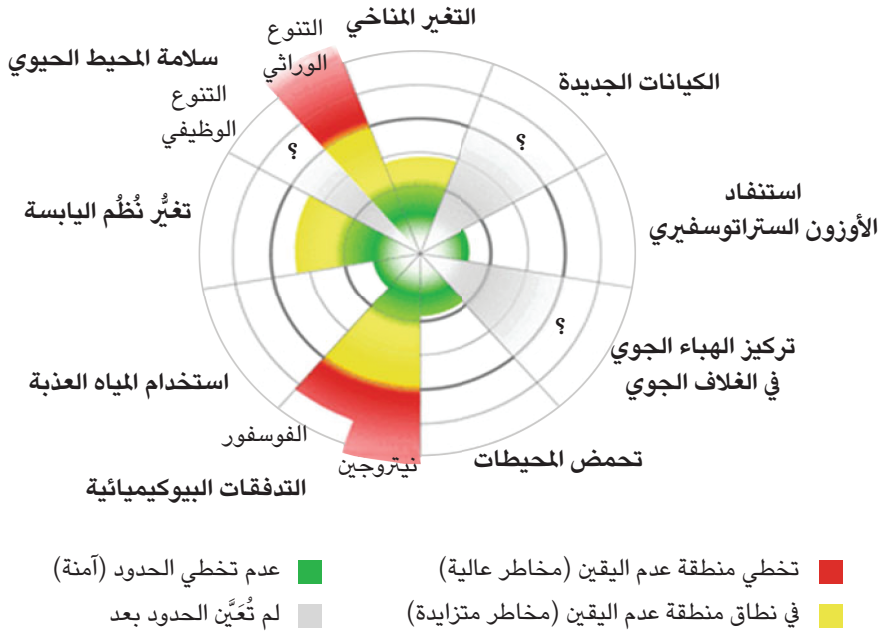 التغير المناخي
التنوع
الوراثي
سلامة المحيط الحيوي
التنوع
الوظيفي
؟
؟
الكيانات الجديدة
تغيُّر نُظُم اليابسة
استنفاد
الأوزون الستراتوسفيري
؟
تركيز الهباء الجوي
في الغلاف الجوي
استخدام المياه العذبة
الفوسفور
نيتروجين
تحمض المحيطات
التدفقات البيوكيميائية
تخطي منطقة عدم اليقين (مخاطر عالية)
عدم تخطي الحدود (آمنة)
في نطاق منطقة عدم اليقين (مخاطر متزايدة)
لم تُعَيَّن الحدود بعد